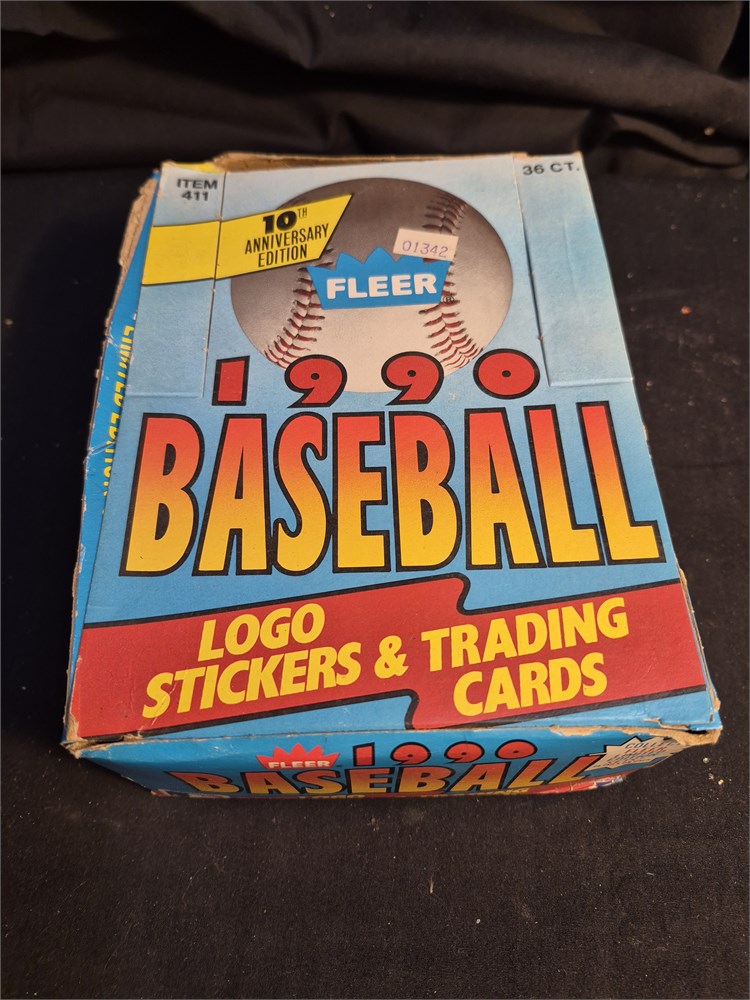 ITEM
411
36 CT.
10TH
ANNIVERSARY
EDITION
01342
FLEER
®
1990
BASEBALL
LOGO
STICKERS & TRADING
CARDS
FLEER 1990
BASEBALL